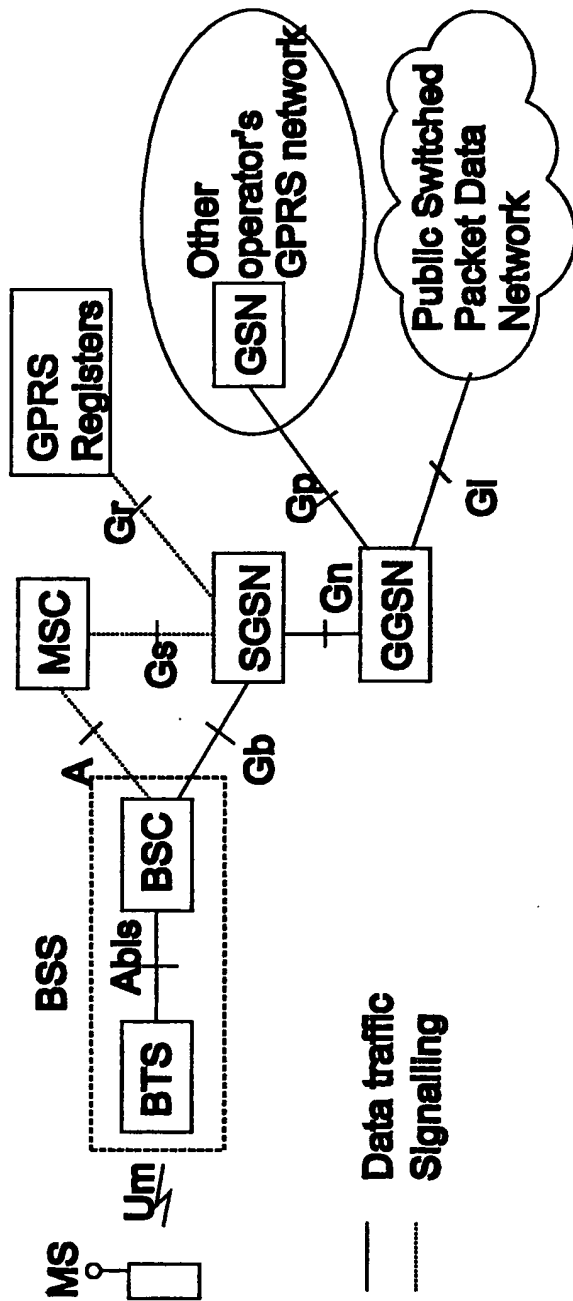 BSS
MS
Um
BTS
Abis
BSC
A
MSC
Gs
Gb
Gr
GPRS
Registers
SGSN
Gn
GGSN
Gp
Gi
GSN
Other
operator's
GPRS network
Public Switched
Packet Data
Network
Data traffic
Signalling